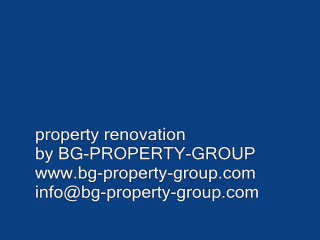 property renovation
by BG-PROPERTY-GROUP
www.bg-property-group.com
info@bg-property-group.com